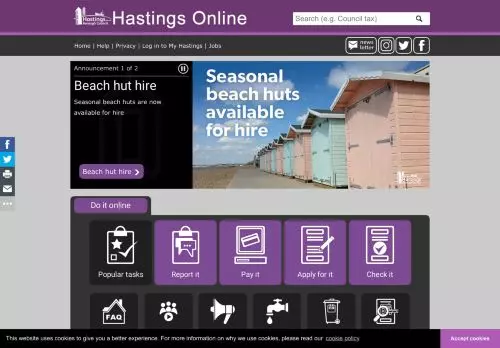 Hastings
Borough Council
Hastings Online
Search (e.g. Council tax)
Home | Help | Privacy | Log in to My Hastings | Jobs
news
letter
Announcement 1 of 2
Beach hut hire
Seasonal beach huts are now
available for hire
Beach hut hire
Seasonal
beach huts
available
for hire
Do it online
Popular tasks
Report it
Pay it
Apply for it
Check it
FAQ
This website uses cookies to give you a better experience. For more information on why we use cookies, please read our cookie policy
Accept cookies